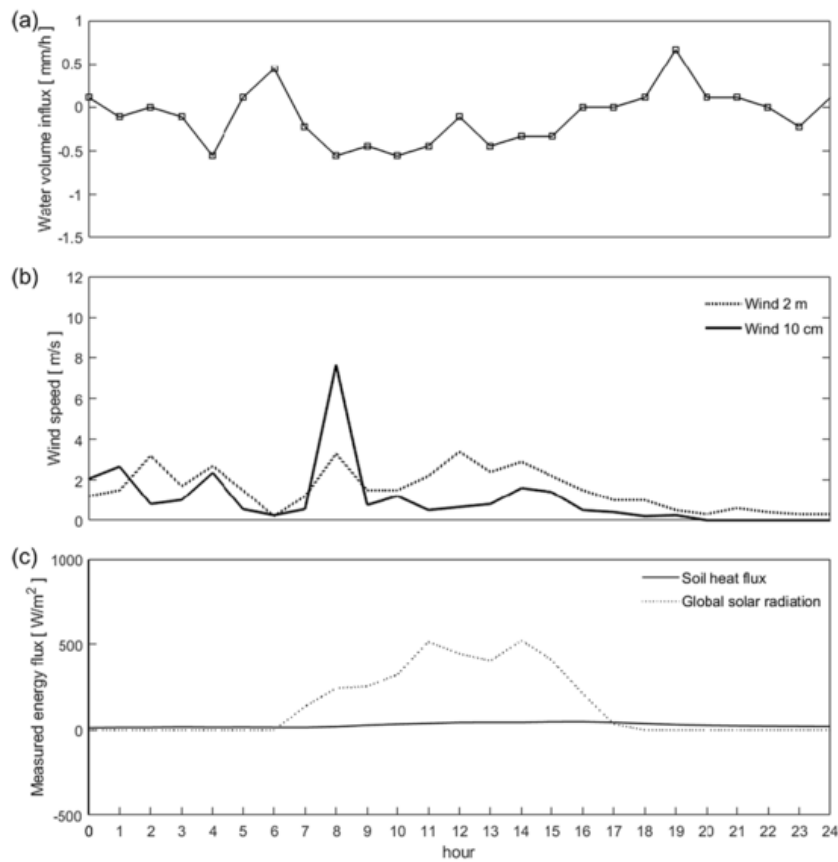 (a)
Water volume influx [ mm/h ]
1
0.5
0
-0.5
-1
-1.5
(b)
Wind speed [ m/s ]
12
10
8
6
4
2
0
Wind 2 m
Wind 10 cm
(c)
Measured energy flux [ W/m² ]
1000
500
0
-500
Soil heat flux
Global solar radiation
0 1 2 3 4 5 6 7 8 9 10 11 12 13 14 15 16 17 18 19 20 21 22 23 24
hour